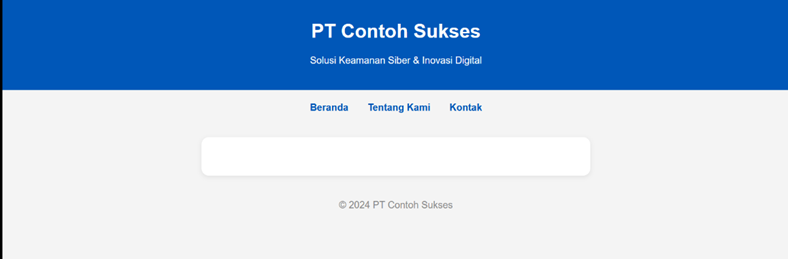 PT Contoh Sukses
Solusi Keamanan Siber & Inovasi Digital
Beranda Tentang Kami Kontak
© 2024 PT Contoh Sukses